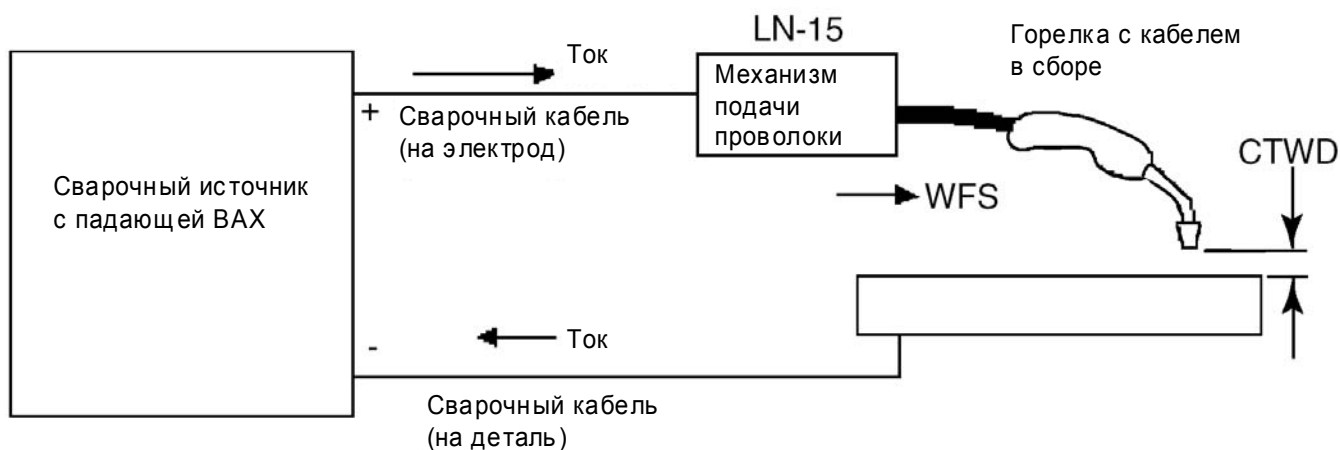 LN-15
Ток
Горелка с кабелем
в сборе
Механизм
подачи
проволоки
+
Сварочный кабель
(на электрод)
CTWD
Сварочный источник
с падающей ВАХ
WFS
-
Ток
Сварочный кабель
(на деталь)